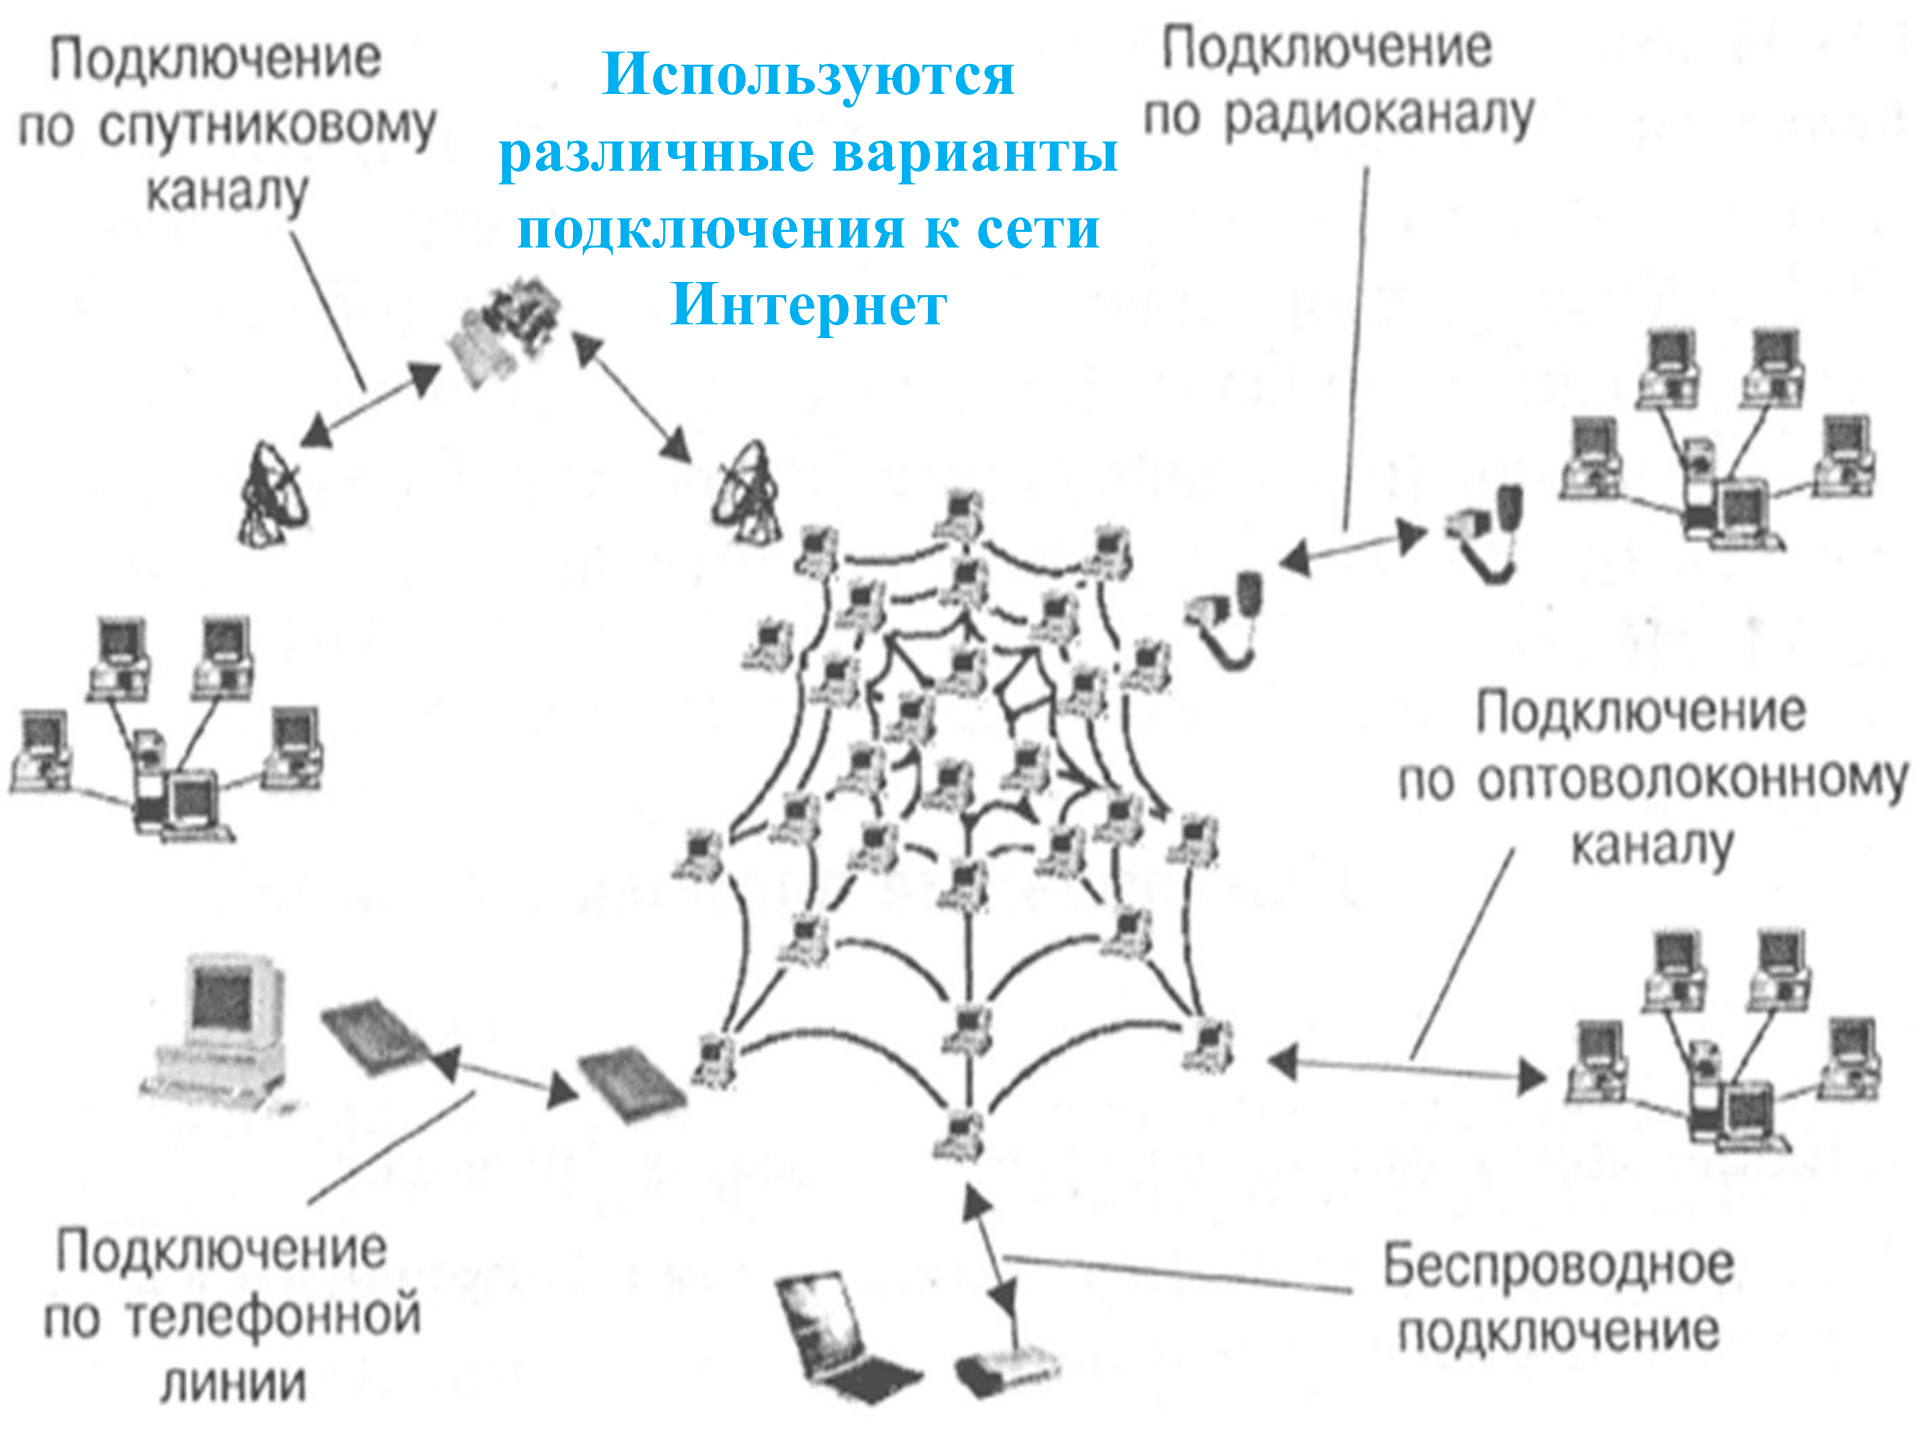 Подключение
по спутниковому
каналу
Используются
различные варианты
подключения к сети
Интернет
Подключение
по радиоканалу
Подключение
по оптоволоконному
каналу
Подключение
по телефонной
линии
Беспроводное
подключение